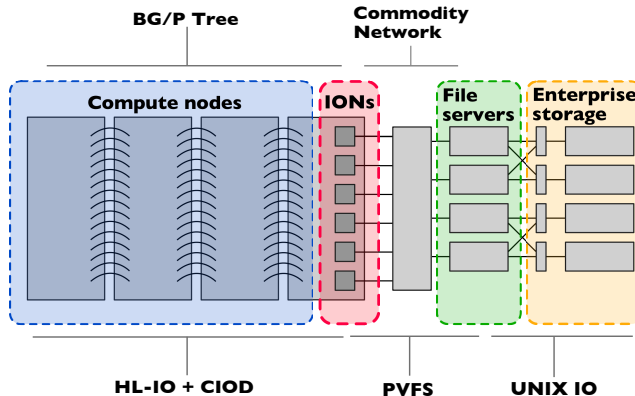 BG/P Tree
Commodity
Network
Compute nodes
IONs
File
servers
Enterprise
storage
HL-IO + CIOD
PVFS
UNIX IO